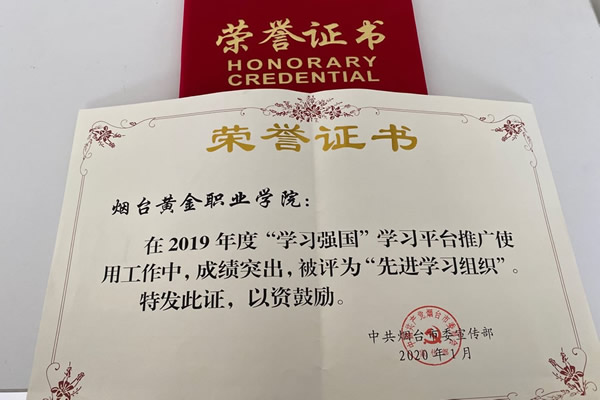 荣誉证书
HONORARY
CREDENTIAL
荣誉证书
烟台黄金职业学院：
在2019年度“学习强国”学习平台推广使
用工作中，成绩突出，被评为“先进学习组织”。
特发此证，以资鼓励。
中共烟台市委宣传部
2020年1月